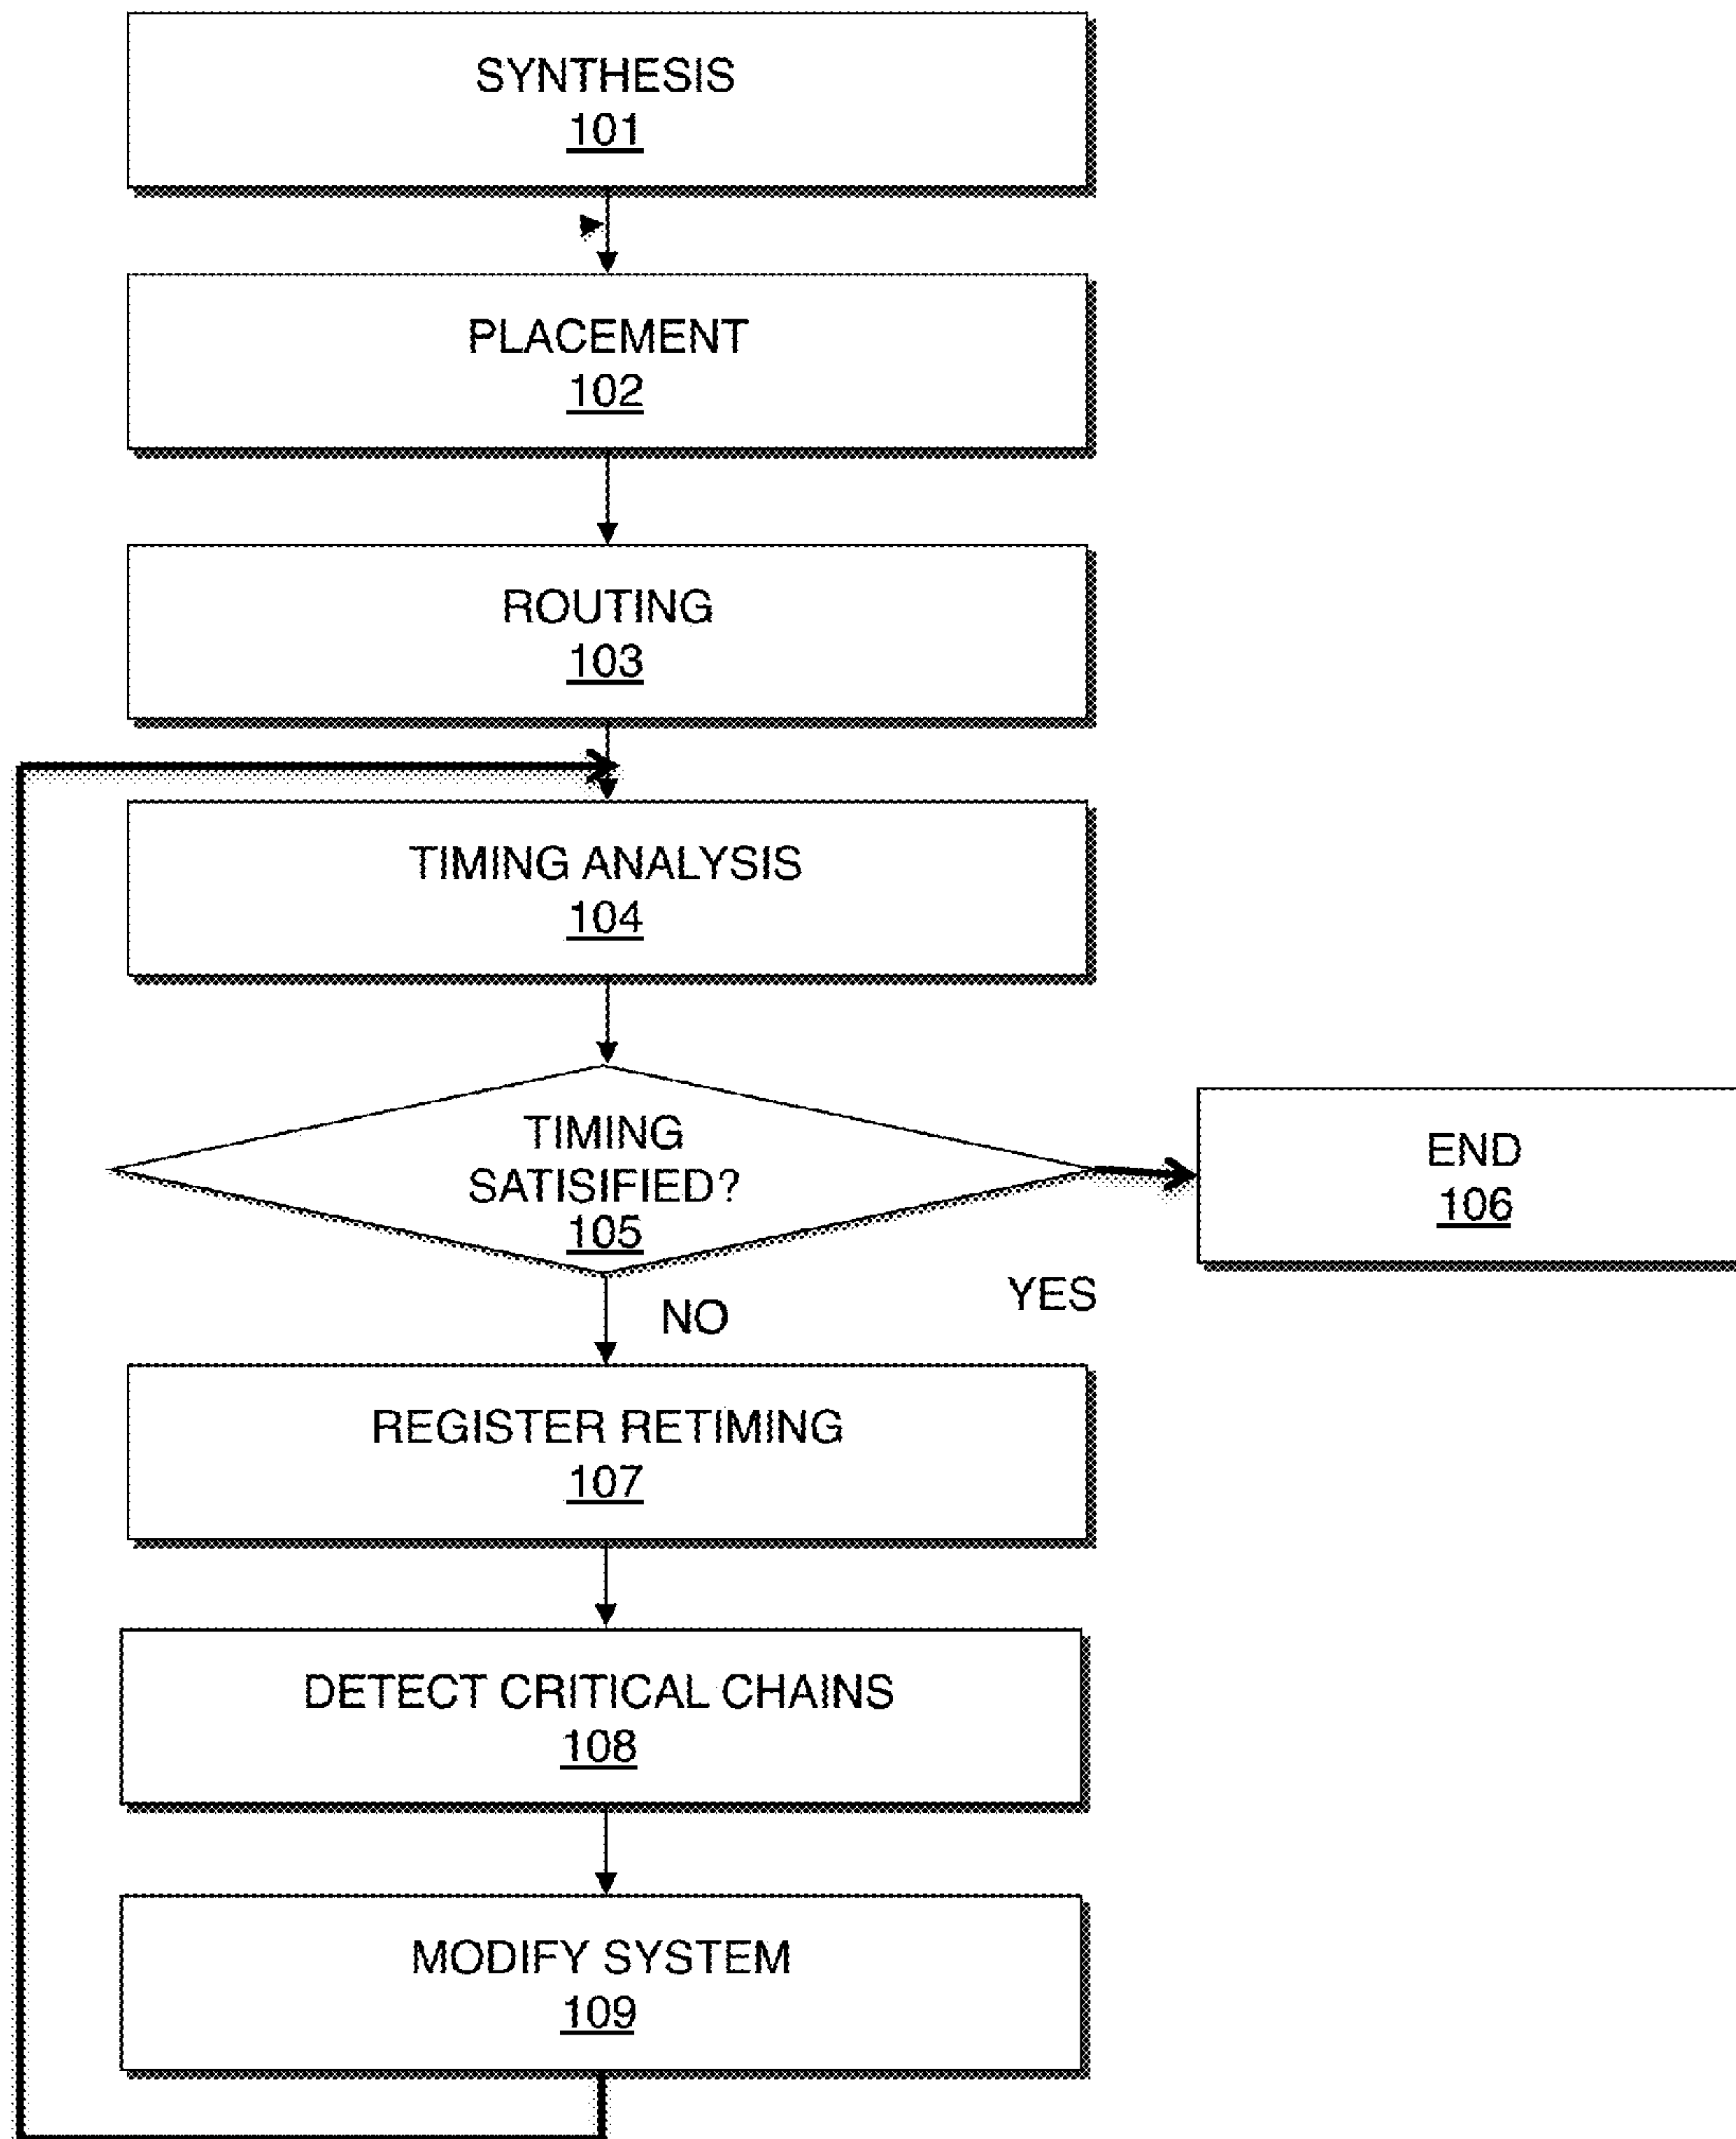 SYNTHESIS
101
PLACEMENT
102
ROUTING
103
TIMING ANALYSIS
104
TIMING
SATISIFIED?
105
END
106
YES
NO
REGISTER RETIMING
107
DETECT CRITICAL CHAINS
108
MODIFY SYSTEM
109